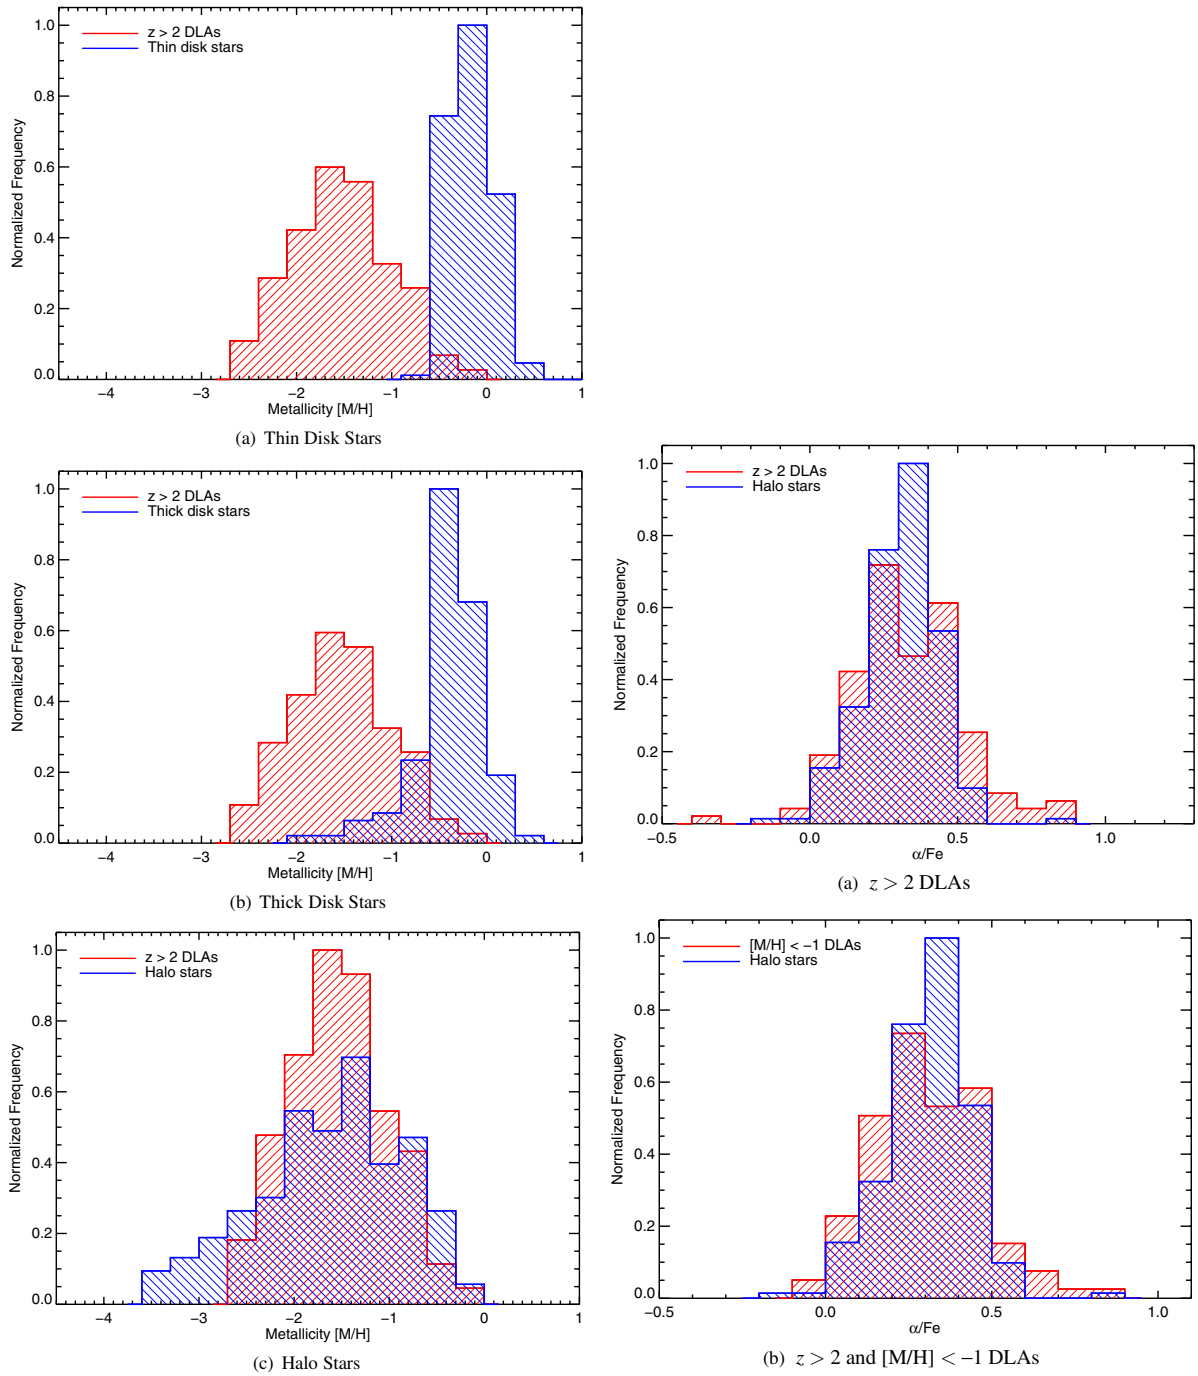 z > 2 DLAs
Thin disk stars
Normalized Frequency
1.0
0.8
0.6
0.4
0.2
0.0
−4 −3 −2 −1 0 1
Metallicity [M/H]
(a) Thin Disk Stars
z > 2 DLAs
Thick disk stars
Normalized Frequency
1.0
0.8
0.6
0.4
0.2
0.0
−4 −3 −2 −1 0 1
Metallicity [M/H]
(b) Thick Disk Stars
z > 2 DLAs
Halo stars
Normalized Frequency
1.0
0.8
0.6
0.4
0.2
0.0
−4 −3 −2 −1 0 1
Metallicity [M/H]
(c) Halo Stars
z > 2 DLAs
Halo stars
Normalized Frequency
1.0
0.8
0.6
0.4
0.2
0.0
−0.5 0.0 0.5 1.0
α/Fe
(a) z > 2 DLAs
[M/H] < −1 DLAs
Halo stars
Normalized Frequency
1.0
0.8
0.6
0.4
0.2
0.0
−0.5 0.0 0.5 1.0
α/Fe
(b) z > 2 and [M/H] < −1 DLAs